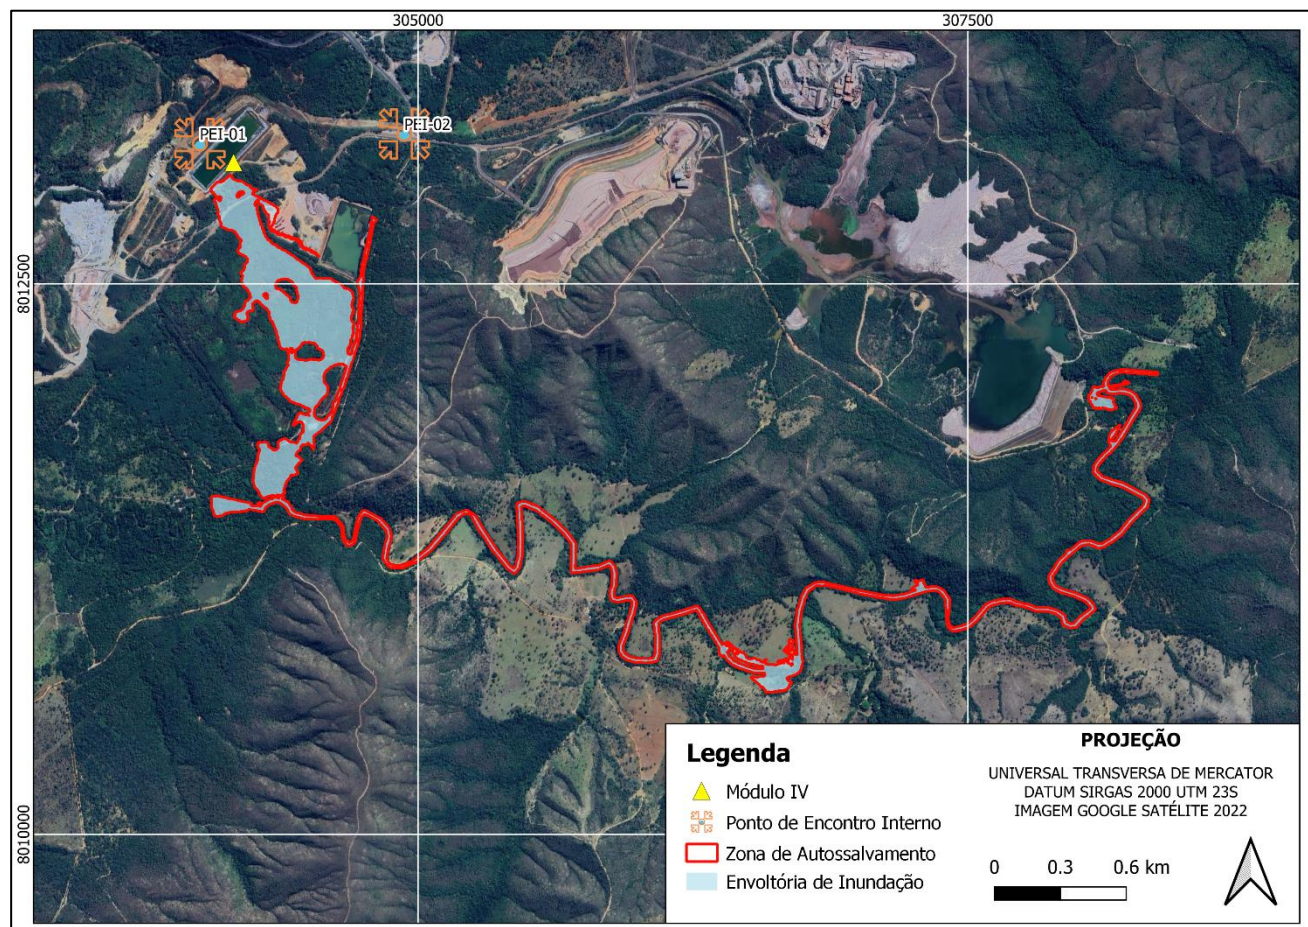 305000
307500
PEI-01
PEI-02
8012500
8010000
Legenda
Módulo IV
Ponto de Encontro Interno
Zona de Autossalvamento
Envoltória de Inundação
PROJEÇÃO
UNIVERSAL TRANSVERSA DE MERCATOR
DATUM SIRGAS 2000 UTM 23S
IMAGEM GOOGLE SATÉLITE 2022
0 0.3 0.6 km